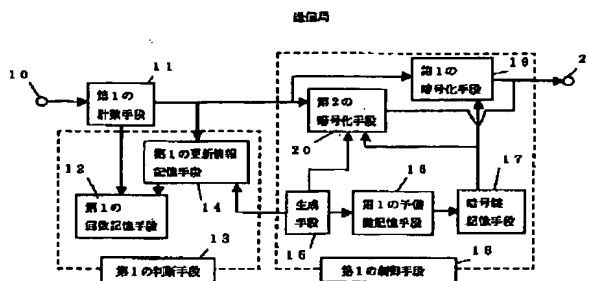 送信局
10
11
第1の
計数手段
12
第1の
回数記憶手段
第1の更新情報
記憶手段
14
13
第1の判断手段
第2の
暗号化手段
20
第1の
暗号化手段
19
2
生成
手段
15
16
第1の予備
鍵記憶手段
17
暗号鍵
記憶手段
第1の制御手段
18